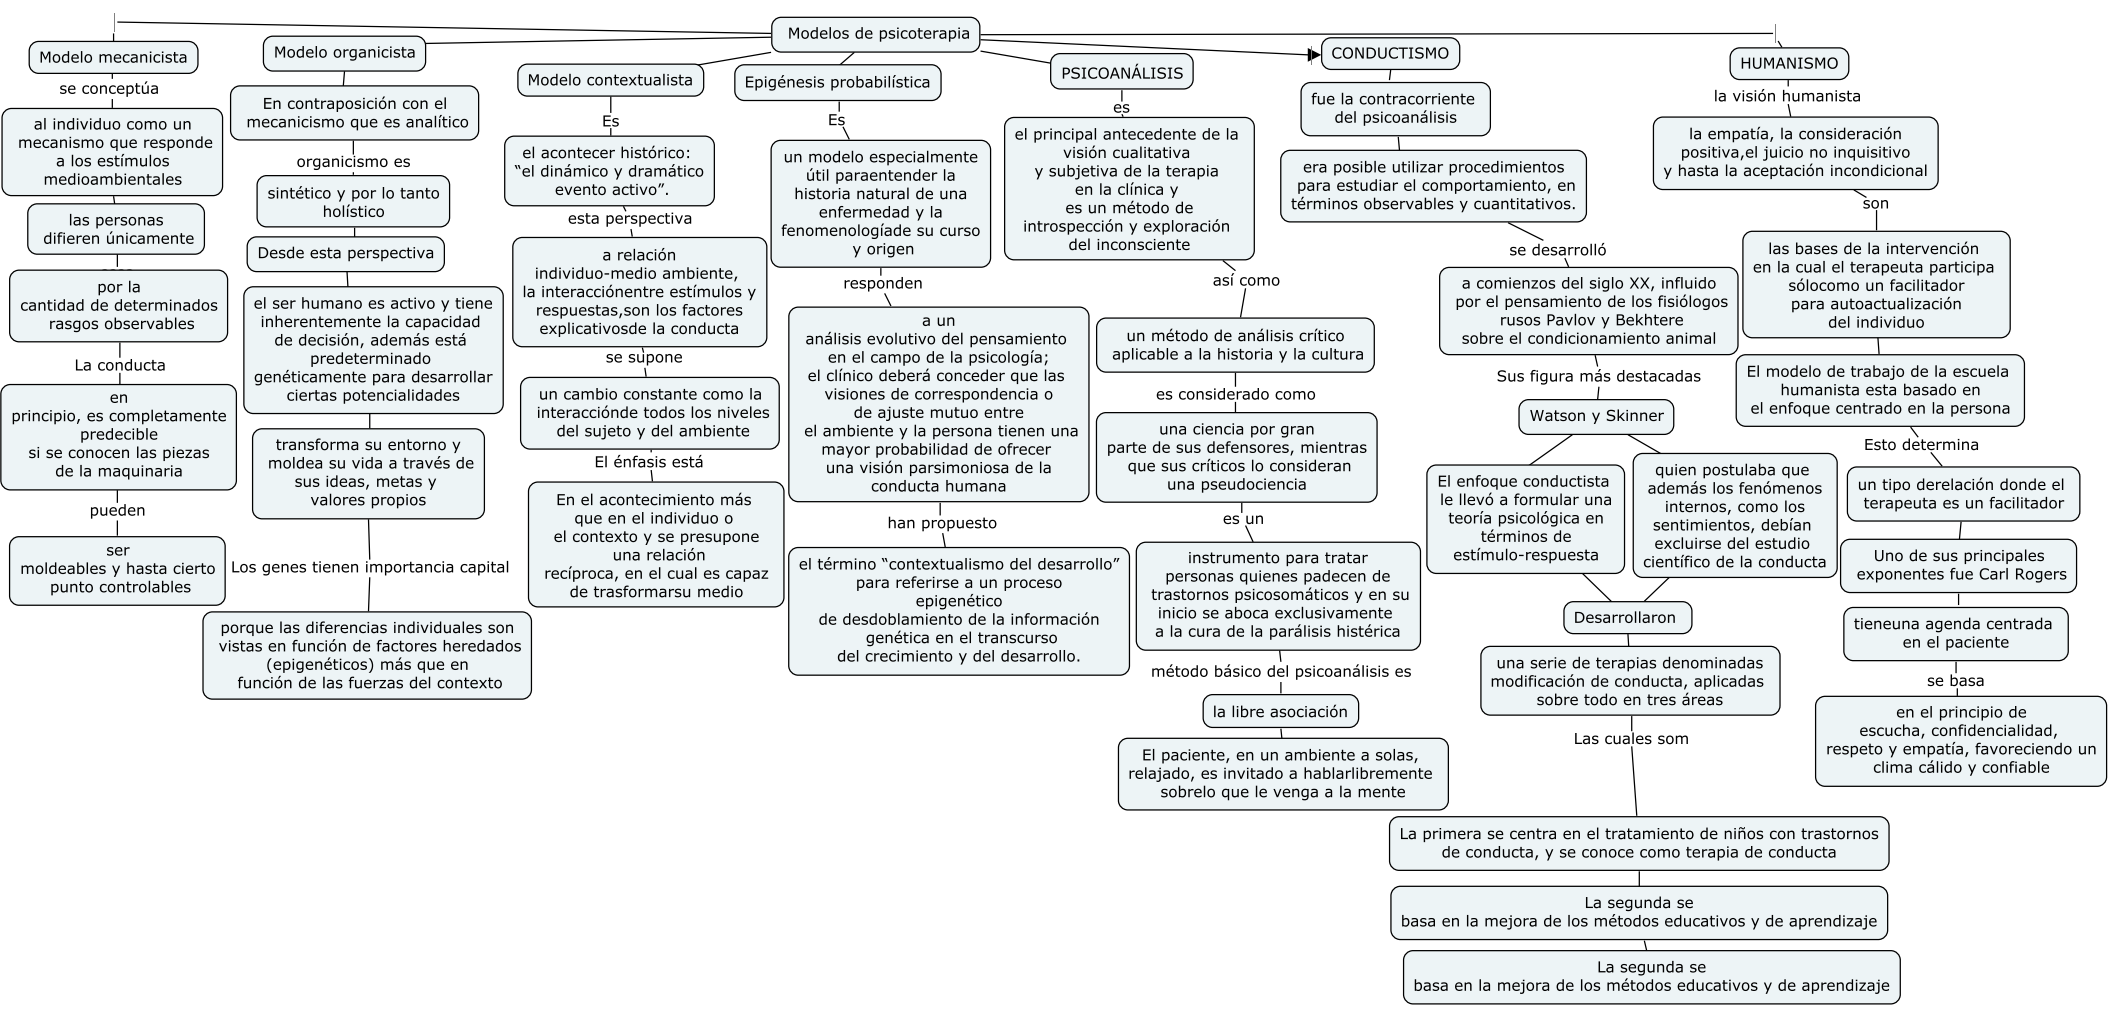 Modelos de psicoterapia
Modelo mecanicista
se conceptúa
al individuo como un
mecanismo que responde
a los estímulos
medioambientales
las personas
difieren únicamente
por la
cantidad de determinados
rasgos observables
La conducta
en
principio, es completamente
predecible
si se conocen las piezas
de la maquinaria
pueden
ser
moldeables y hasta cierto
punto controlables
Modelo organicista
En contraposición con el
mecanicismo que es analítico
organicismo es
sintético y por lo tanto
holístico
Desde esta perspectiva
el ser humano es activo y tiene
inherentemente la capacidad
de decisión, además está
predeterminado
genéticamente para desarrollar
ciertas potencialidades
transforma su entorno y
moldea su vida a través de
sus ideas, metas y
valores propios
Los genes tienen importancia capital
porque las diferencias individuales son
vistas en función de factores heredados
(epigenéticos) más que en
función de las fuerzas del contexto
Modelo contextualista
Es
el acontecer histórico:
“el dinámico y dramático
evento activo”.
esta perspectiva
a relación
individuo-medio ambiente,
la interacciónentre estímulos y
respuestas,son los factores
explicativosde la conducta
se supone
un cambio constante como la
interacciónde todos los niveles
del sujeto y del ambiente
El énfasis está
En el acontecimiento más
que en el individuo o
el contexto y se presupone
una relación
recíproca, en el cual es capaz
de trasformarsu medio
Epigénesis probabilística
Es
un modelo especialmente
útil paraentender la
historia natural de una
enfermedad y la
fenomenologíade su curso
y origen
responden
a un
análisis evolutivo del pensamiento
en el campo de la psicología;
el clínico deberá conceder que las
visiones de correspondencia o
de ajuste mutuo entre
el ambiente y la persona tienen una
mayor probabilidad de ofrecer
una visión parsimoniosa de la
conducta humana
han propuesto
el término “contextualismo del desarrollo”
para referirse a un proceso
epigenético
de desdoblamiento de la información
genética en el transcurso
del crecimiento y del desarrollo.
PSICOANÁLISIS
es
el principal antecedente de la
visión cualitativa
y subjetiva de la terapia
en la clínica y
es un método de
introspección y exploración
del inconsciente
así como
un método de análisis crítico
aplicable a la historia y la cultura
es considerado como
una ciencia por gran
parte de sus defensores, mientras
que sus críticos lo consideran
una pseudociencia
es un
instrumento para tratar
personas quienes padecen de
trastornos psicosomáticos y en su
inicio se aboca exclusivamente
a la cura de la parálisis histérica
método básico del psicoanálisis es
la libre asociación
El paciente, en un ambiente a solas,
relajado, es invitado a hablarlibremente
sobrelo que le venga a la mente
CONDUCTISMO
fue la contracorriente
del psicoanálisis
era posible utilizar procedimientos
para estudiar el comportamiento, en
términos observables y cuantitativos.
se desarrolló
a comienzos del siglo XX, influido
por el pensamiento de los fisiólogos
rusos Pavlov y Bekhtere
sobre el condicionamiento animal
Sus figura más destacadas
Watson y Skinner
El enfoque conductista
le llevó a formular una
teoría psicológica en
términos de
estímulo-respuesta
quien postulaba que
además los fenómenos
internos, como los
sentimientos, debían
excluirse del estudio
científico de la conducta
Desarrollaron
una serie de terapias denominadas
modificación de conducta, aplicadas
sobre todo en tres áreas
Las cuales som
La primera se centra en el tratamiento de niños con trastornos
de conducta, y se conoce como terapia de conducta
La segunda se
basa en la mejora de los métodos educativos y de aprendizaje
La segunda se
basa en la mejora de los métodos educativos y de aprendizaje
HUMANISMO
la visión humanista
la empatía, la consideración
positiva,el juicio no inquisitivo
y hasta la aceptación incondicional
son
las bases de la intervención
en la cual el terapeuta participa
sólocomo un facilitador
para autoactualización
del individuo
El modelo de trabajo de la escuela
humanista esta basado en
el enfoque centrado en la persona
Esto determina
un tipo derelación donde el
terapeuta es un facilitador
Uno de sus principales
exponentes fue Carl Rogers
tieneuna agenda centrada
en el paciente
se basa
en el principio de
escucha, confidencialidad,
respeto y empatía, favoreciendo un
clima cálido y confiable